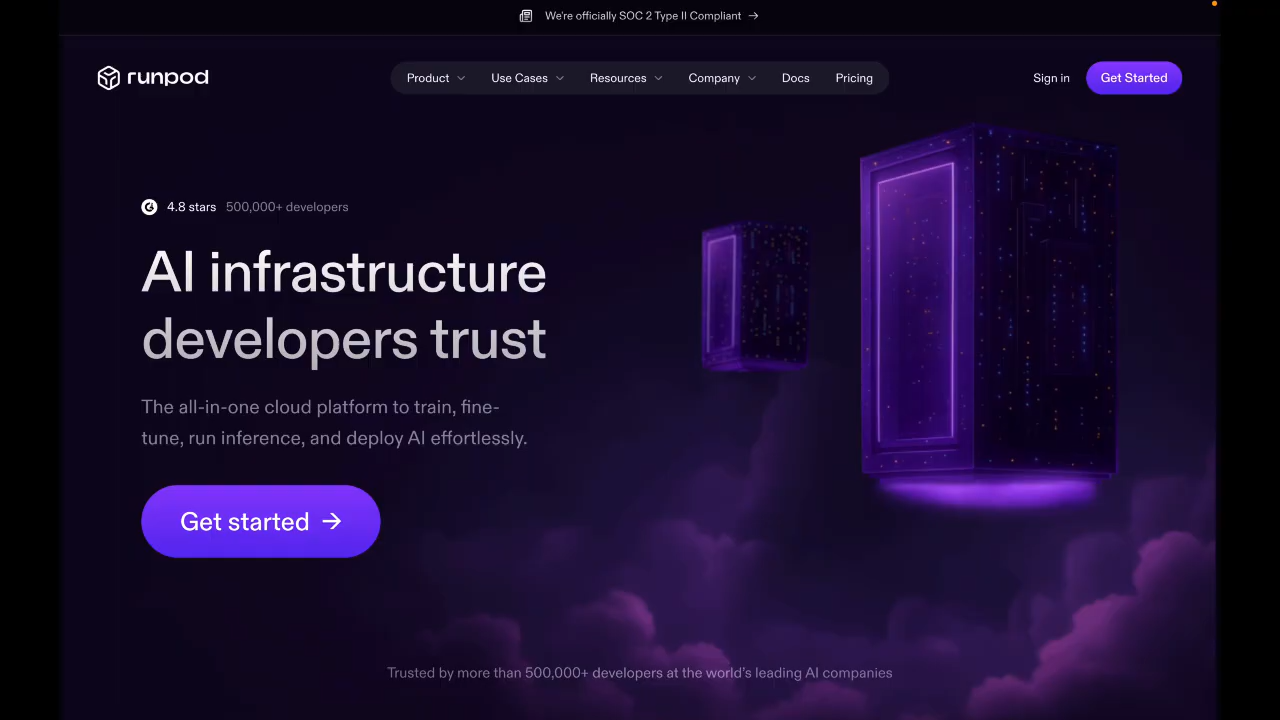 We're officially SOC 2 Type II Compliant →
runpod
Product
Use Cases
Resources
Company
Docs
Pricing
Sign in
Get Started
4.8 stars 500,000+ developers
AI infrastructure
developers trust
The all-in-one cloud platform to train, fine-
tune, run inference, and deploy AI effortlessly.
Get started →
Trusted by more than 500,000+ developers at the world's leading AI companies